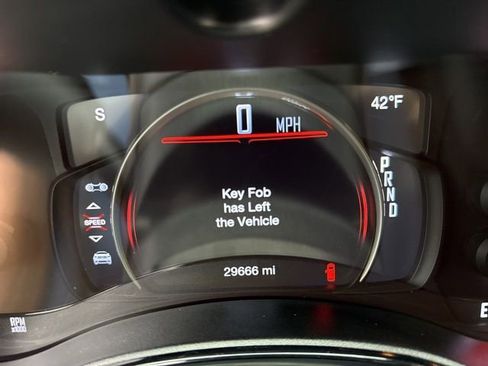 S
0 MPH
42°F
P
R
N
D
SPEED
Key Fob
has Left
the Vehicle
29666 mi
RPM
E